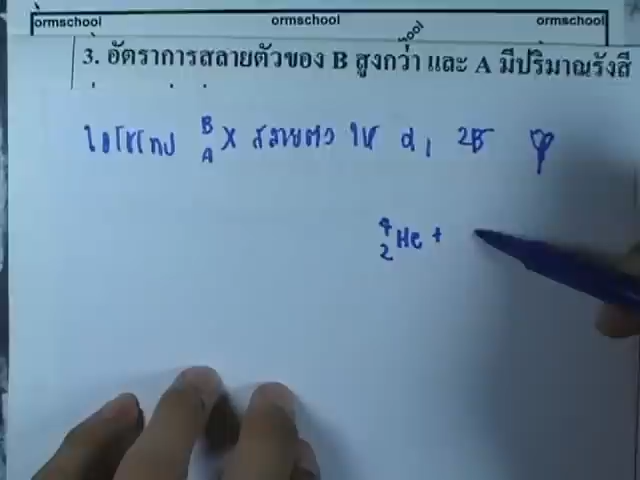 ormschool ormschool ormschool
3. อัตราการสลายตัวของ B สูงกว่า และ A มีปริมาณรังสี
ไอโซโทป B A X สลายตัว ให้ α, 2β
4 2 He +